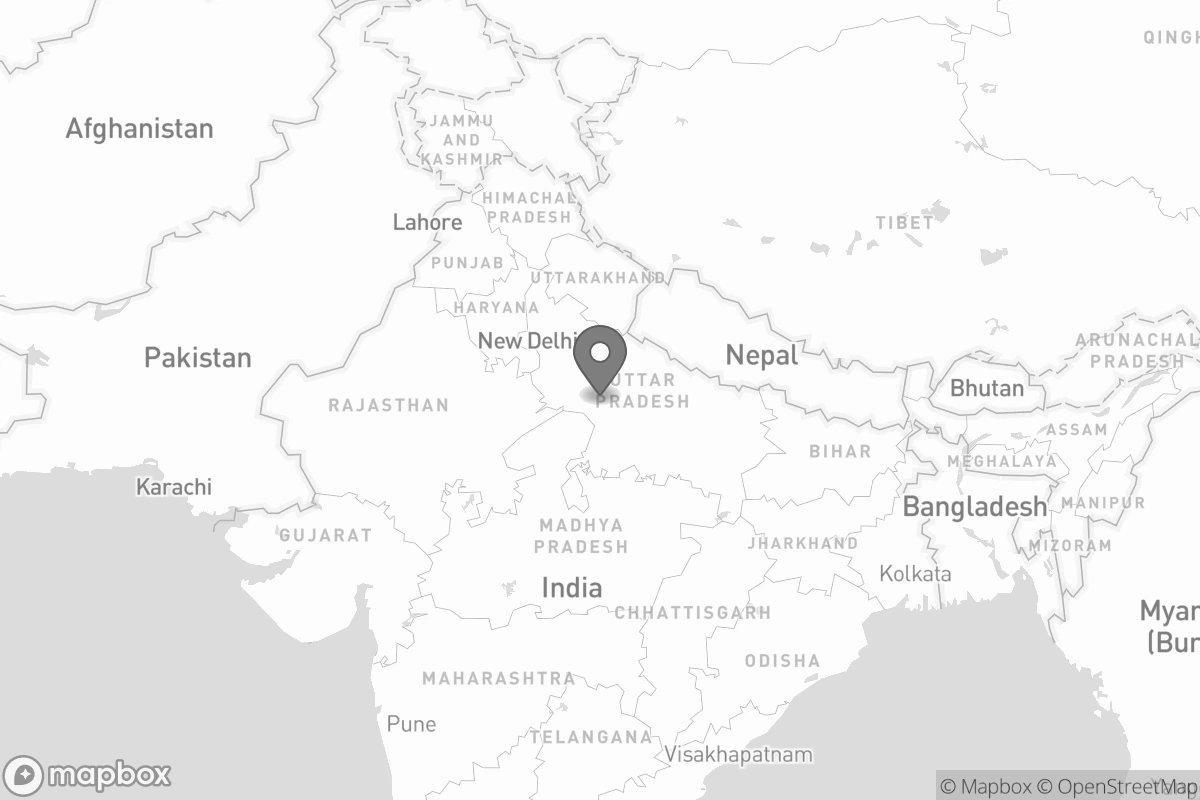 QINGH
Afghanistan
JAMMU
AND
KASHMIR
HIMACHAL
PRADESH
Lahore
TIBET
PUNJAB
UTTARAKHAND
HARYANA
New Delhi
Nepal
ARUNACHAL
PRADESH
Pakistan
Bhutan
UTTAR
PRADESH
RAJASTHAN
ASSAM
BIHAR
MEGHALAYA
Karachi
Bangladesh
MANIPUR
GUJARAT
MADHYA
PRADESH
JHARKHAND
MIZORAM
Kolkata
India
CHHATTISGARH
Myan
(Bur
ODISHA
MAHARASHTRA
Pune
TELANGANA
Visakhapatnam
mapbox
© Mapbox © OpenStreetMap